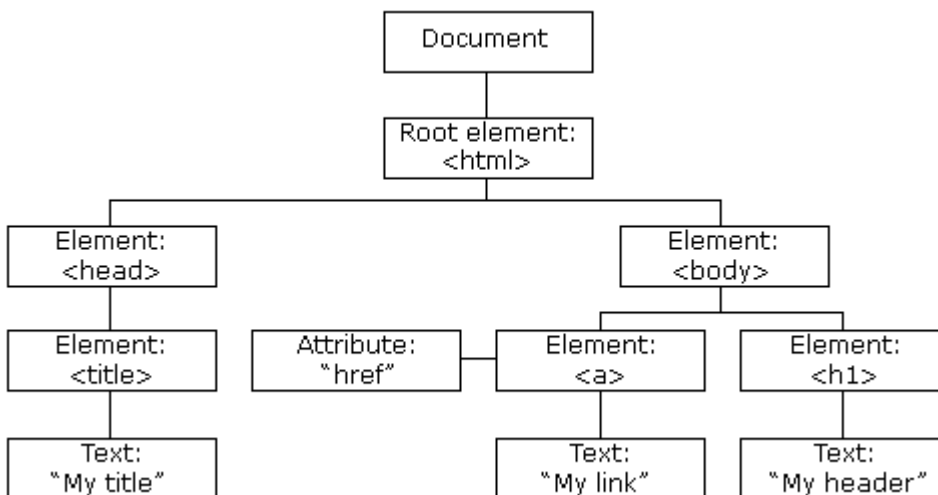 Document
Root element:
<html>
Element:
<head>
Element:
<body>
Element:
<title>
Attribute:
“href”
Element:
<a>
Element:
<h1>
Text:
“My title”
Text:
“My link”
Text:
“My header”